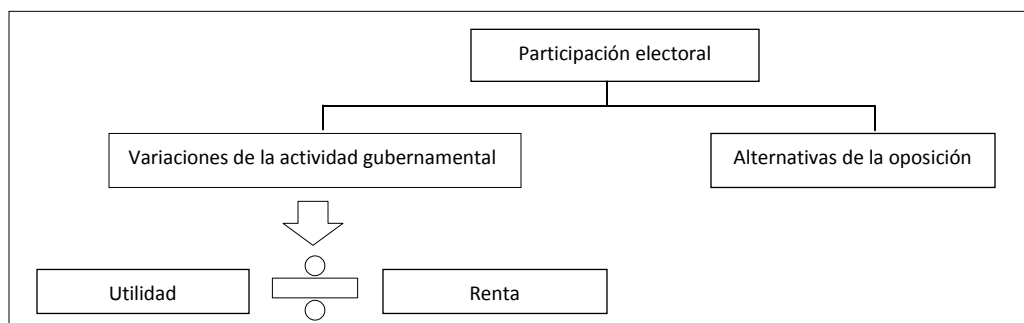 Participación electoral
Variaciones de la actividad gubernamental
Alternativas de la oposición
Utilidad
Renta